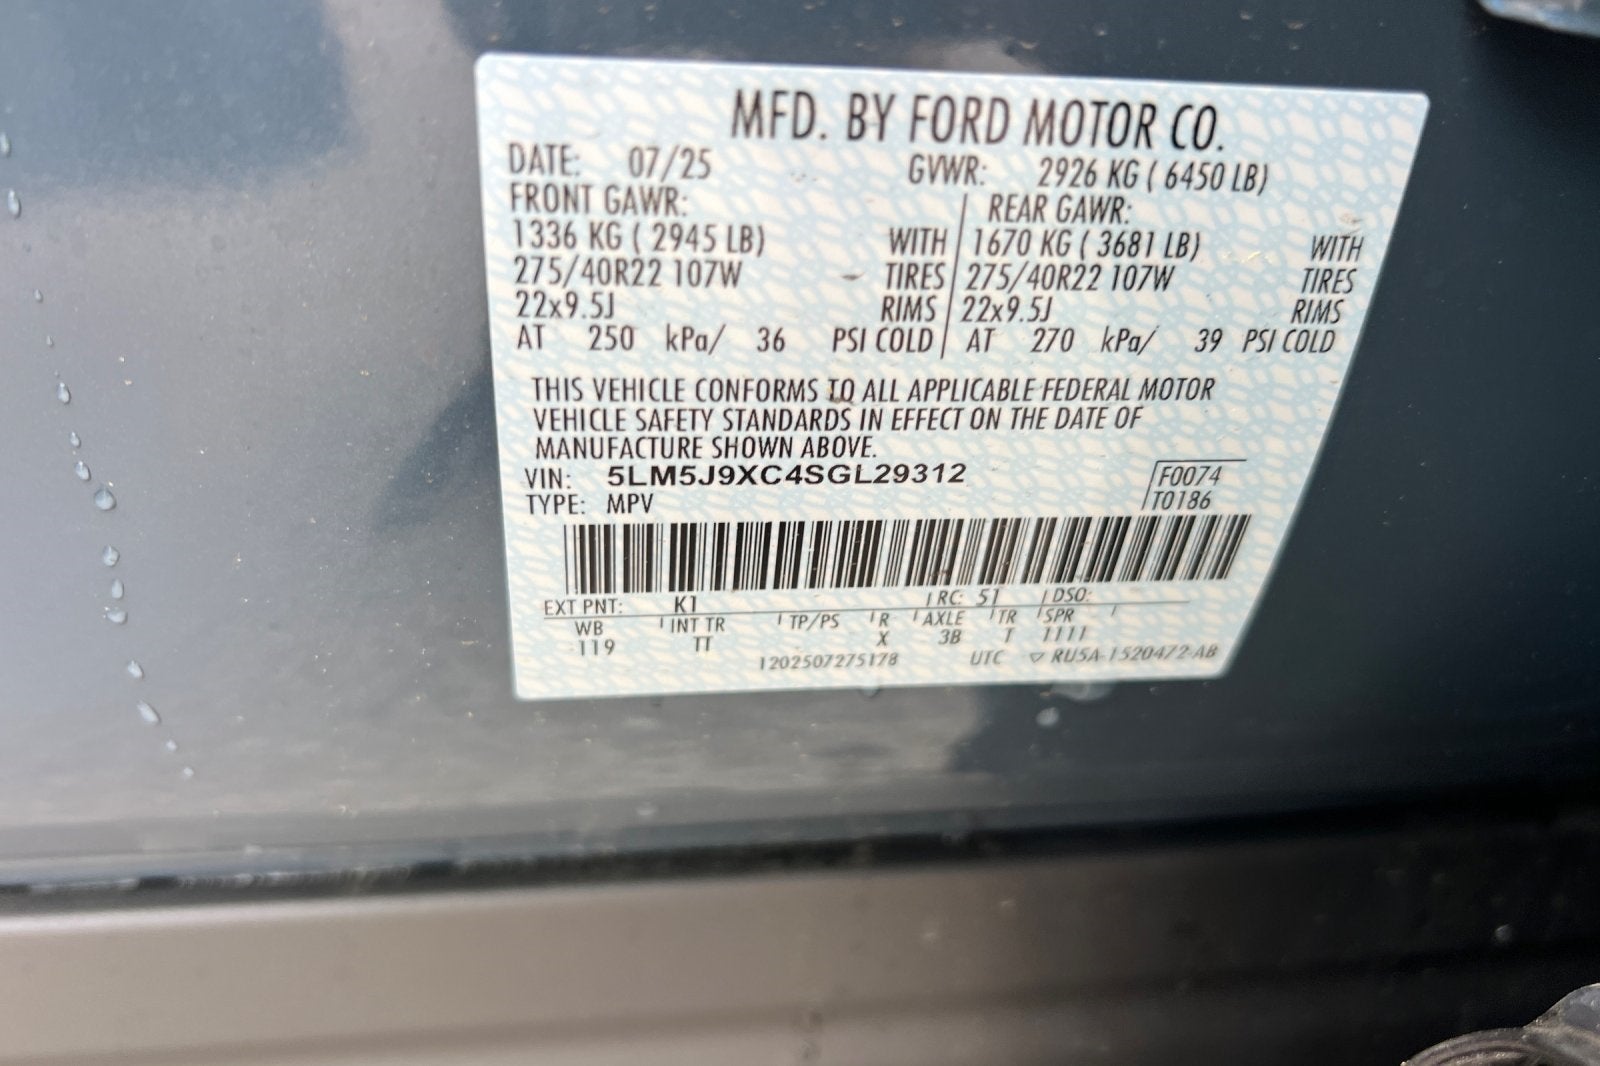 MFD. BY FORD MOTOR CO.
DATE: 07/25 GVWR: 2926 KG ( 6450 LB)
FRONT GAWR: REAR GAWR:
1336 KG ( 2945 LB) WITH 1670 KG ( 3681 LB) WITH
275/40R22 107W TIRES 275/40R22 107W TIRES
22x9.5J RIMS 22x9.5J RIMS
AT 250 kPa/ 36 PSI COLD AT 270 kPa/ 39 PSI COLD
THIS VEHICLE CONFORMS TO ALL APPLICABLE FEDERAL MOTOR
VEHICLE SAFETY STANDARDS IN EFFECT ON THE DATE OF
MANUFACTURE SHOWN ABOVE.
VIN: 5LM5J9XC4SGL29312 F0074
TYPE: MPV T0186
EXT PNT: K1 RC: 51 DSO:
WB INT TR TP/PS R AXLE TR SPR
119 TT X 3B T 1111
1202507275178 UTC ▽ RU5A-1520472-AB